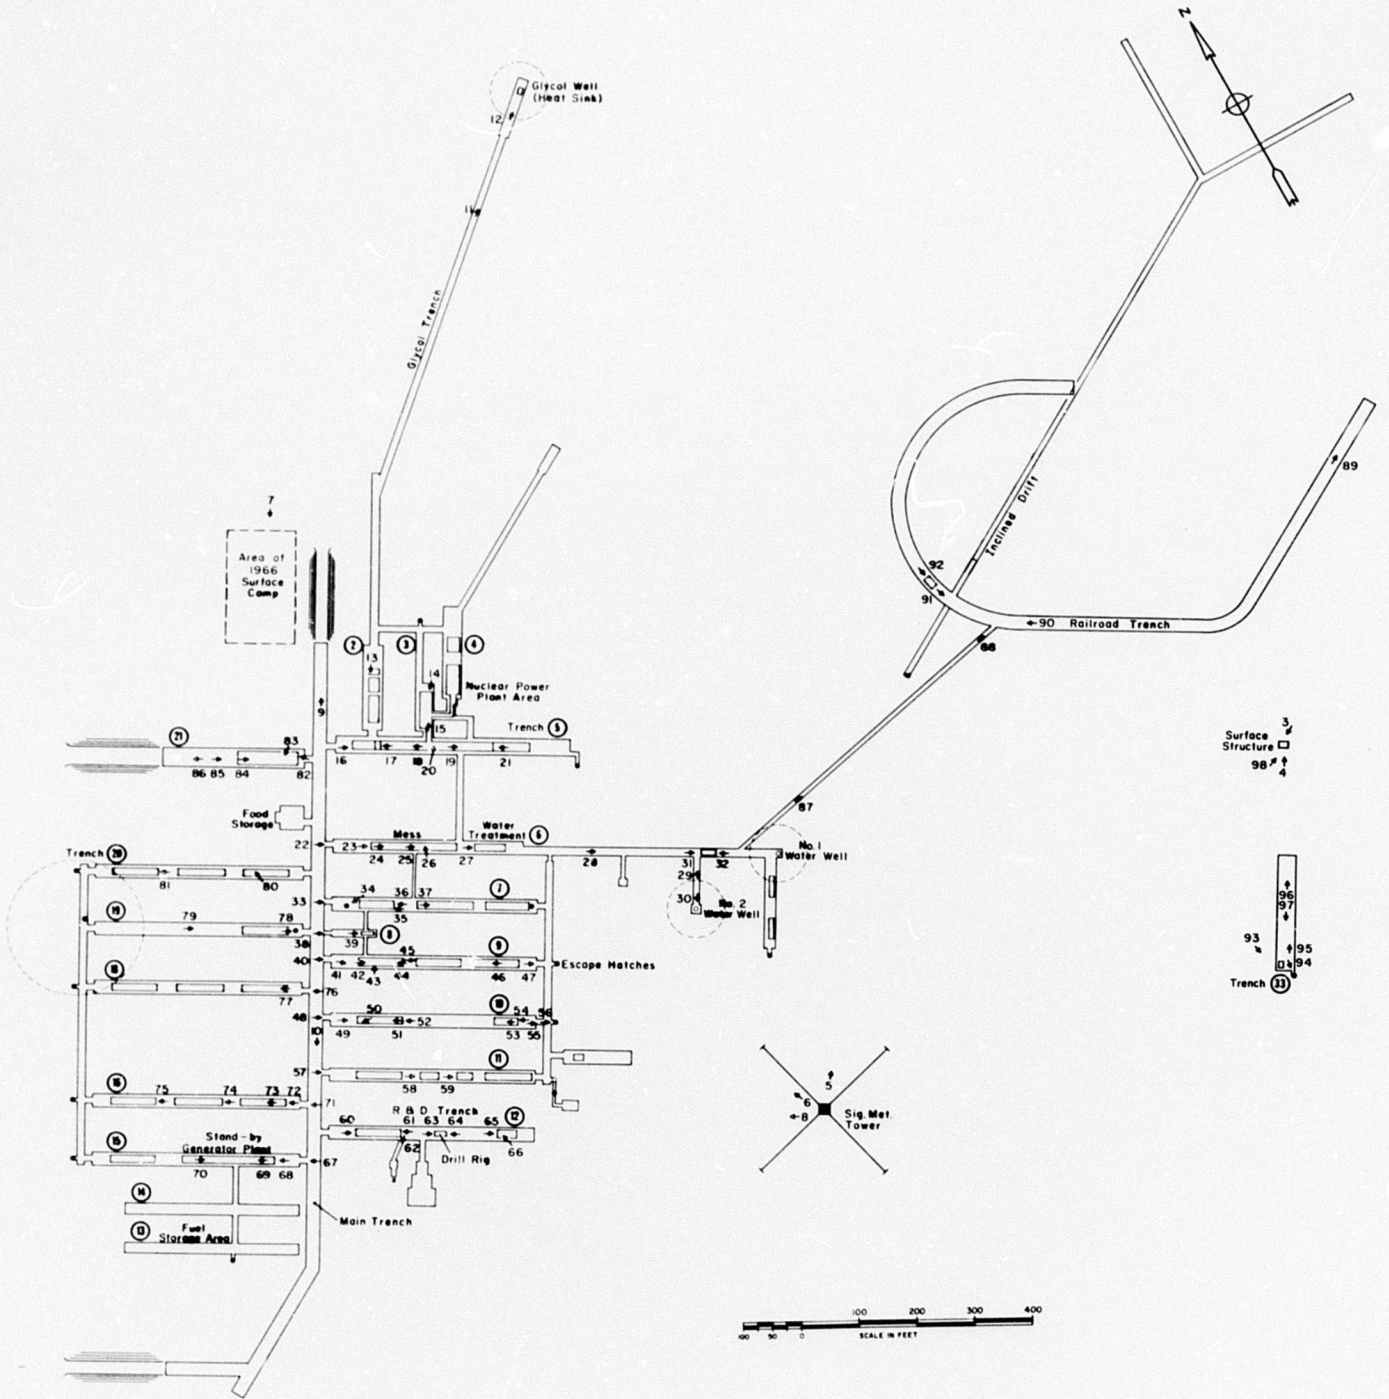 N
Glycol Well
(Heat Sink)
12
11
Glycol Trench
7
Area of
1966
Surface
Camp
89
Inclined Drift
92
91
90 Railroad Trench
88
2
3
4
13
14
Nuclear Power
Plant Area
9
15
Trench 5
21
83
16
17
18
19
20
21
86 85 84
82
3
Surface
Structure
98
4
87
Food
Storage
Mess
Water
Treatment 6
22
23
24
25
26
27
28
31
32
No. 1
Water Well
Trench 20
29
30
No. 2
Water Well
81
80
33
34
36
37
7
35
19
79
78
38
39
8
96
97
93
95
94
Trench 33
40
41
42
43
44
45
9
46
47
Escape Hatches
18
77
76
48
10
49
50
51
52
10
54
53
55
56
57
11
58
59
5
6
8
Sig. Met.
Tower
16
75
74
73
72
71
R & D Trench
60
61
62
63
64
65
12
66
Drill Rig
15
Stand-by
Generator Plant
70
69
68
67
14
Main Trench
13
Fuel
Storage Area
100 50 0 100 200 300 400
SCALE IN FEET